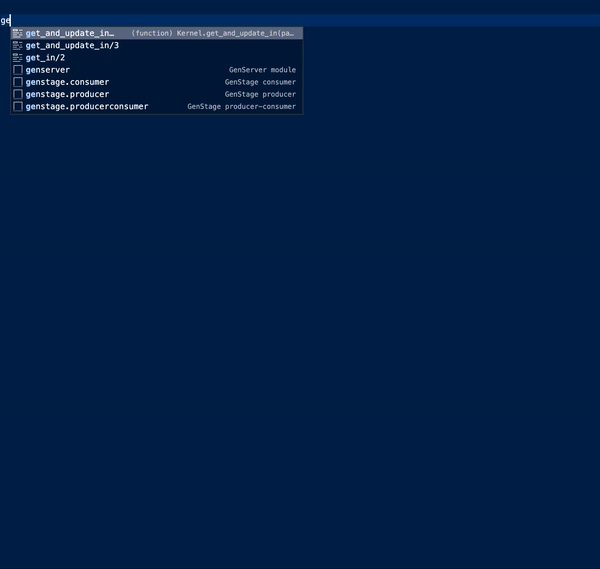 ge
get_and_update_in… (function) Kernel.get_and_update_in(pa…
get_and_update_in/3
get_in/2
genserver GenServer module
genstage.consumer GenStage consumer
genstage.producer GenStage producer
genstage.producerconsumer GenStage producer-consumer